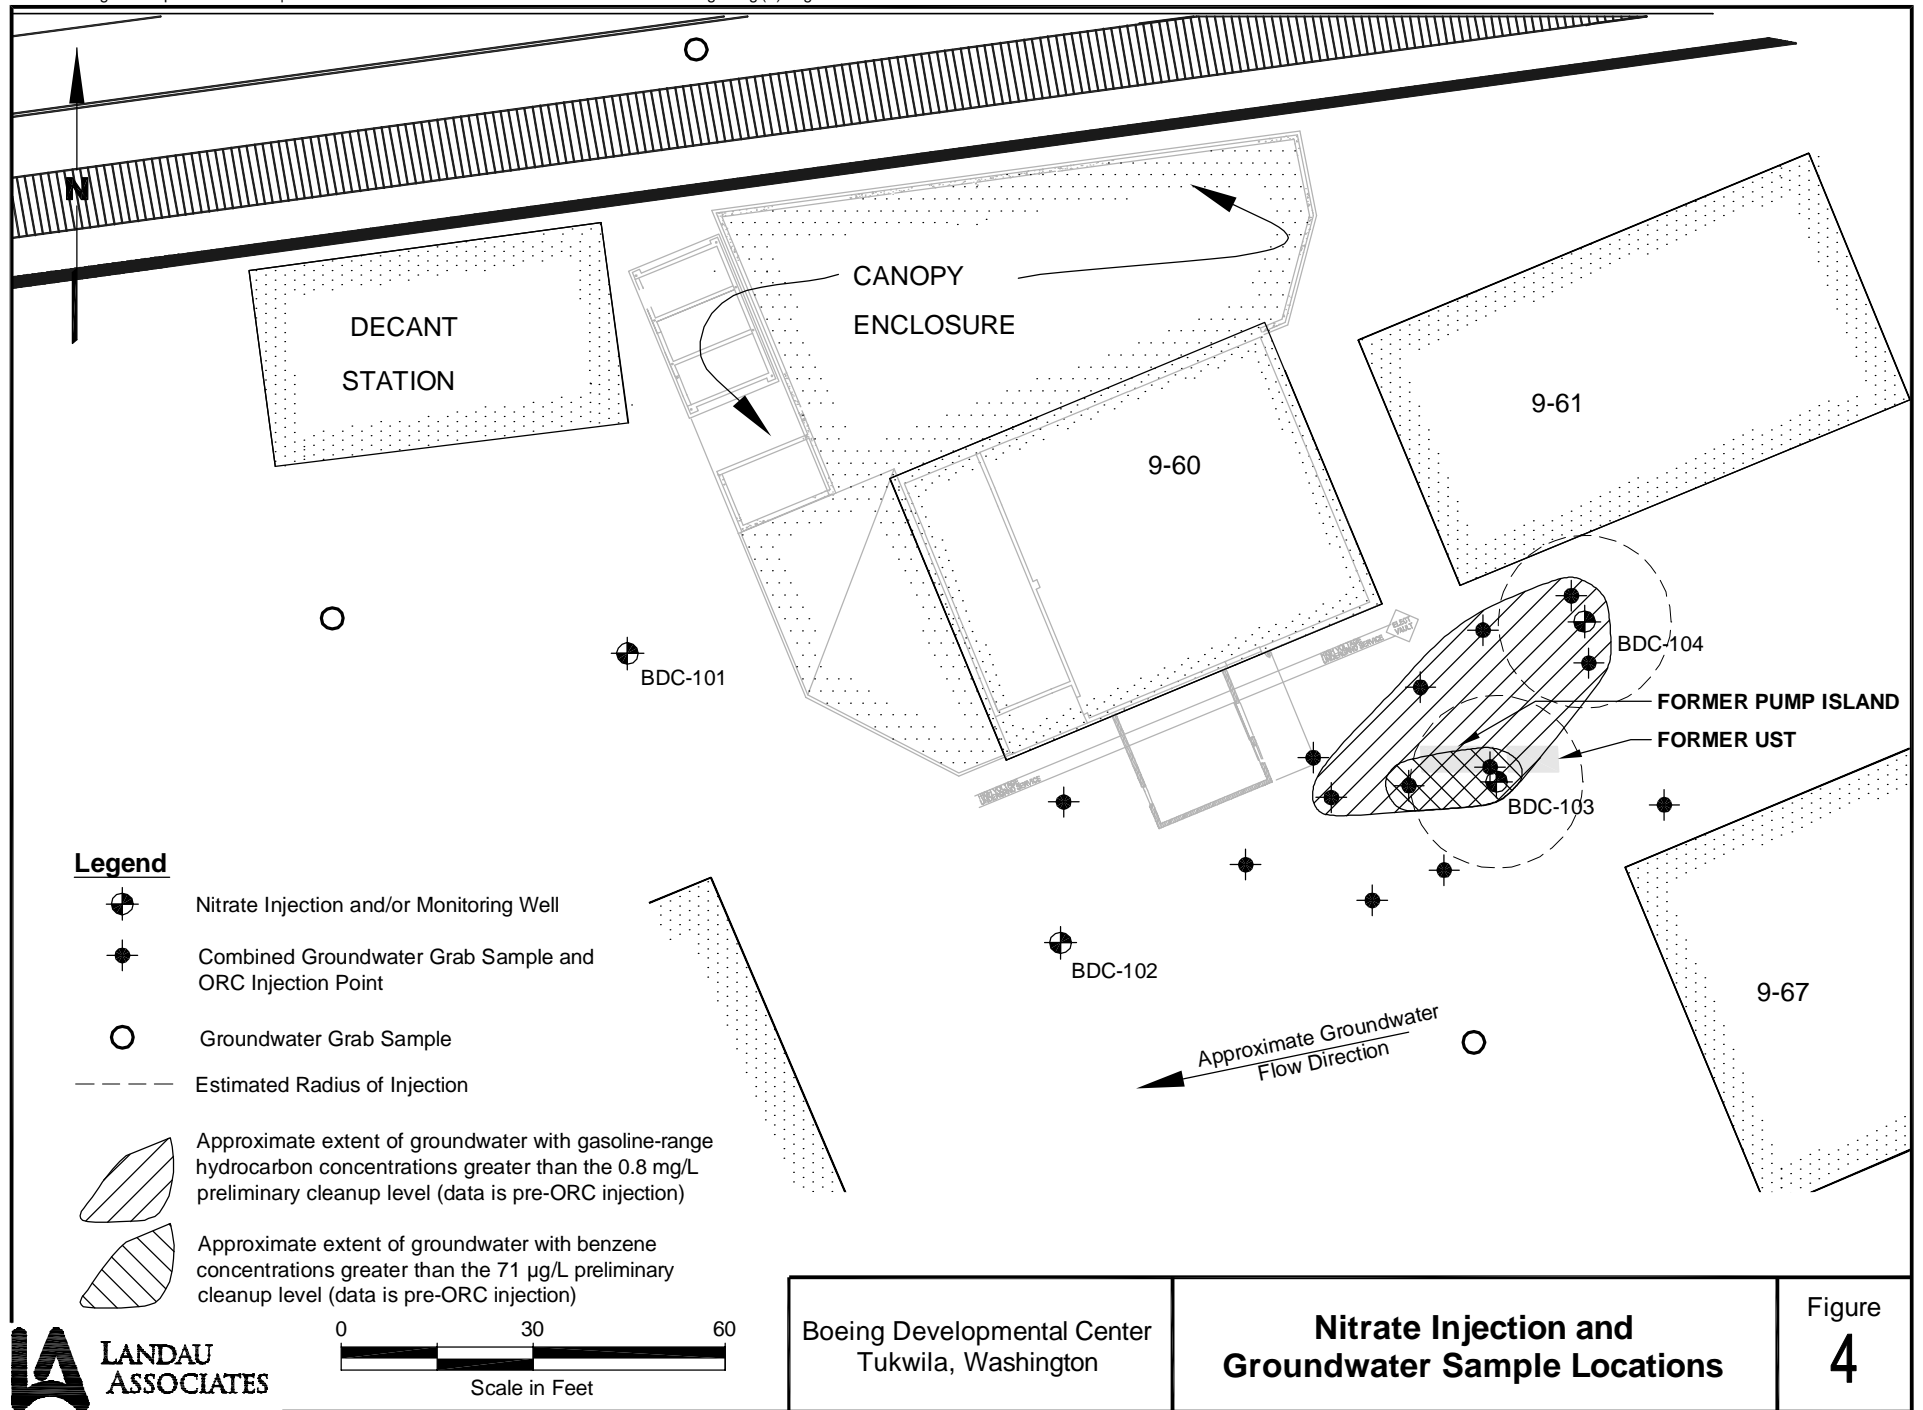 N
DECANT
STATION
CANOPY
ENCLOSURE
9-61
9-60
ELECT
VAULT
BDC-104
BDC-101
FORMER PUMP ISLAND
FORMER UST
BDC-103
BDC-102
9-67
Approximate Groundwater
Flow Direction
Legend
Nitrate Injection and/or Monitoring Well
Combined Groundwater Grab Sample and
ORC Injection Point
Groundwater Grab Sample
Estimated Radius of Injection
Approximate extent of groundwater with gasoline-range
hydrocarbon concentrations greater than the 0.8 mg/L
preliminary cleanup level (data is pre-ORC injection)
Approximate extent of groundwater with benzene
concentrations greater than the 71 µg/L preliminary
cleanup level (data is pre-ORC injection)
LANDAU
ASSOCIATES
0 30 60
Scale in Feet
Boeing Developmental Center
Tukwila, Washington
Nitrate Injection and
Groundwater Sample Locations
Figure
4